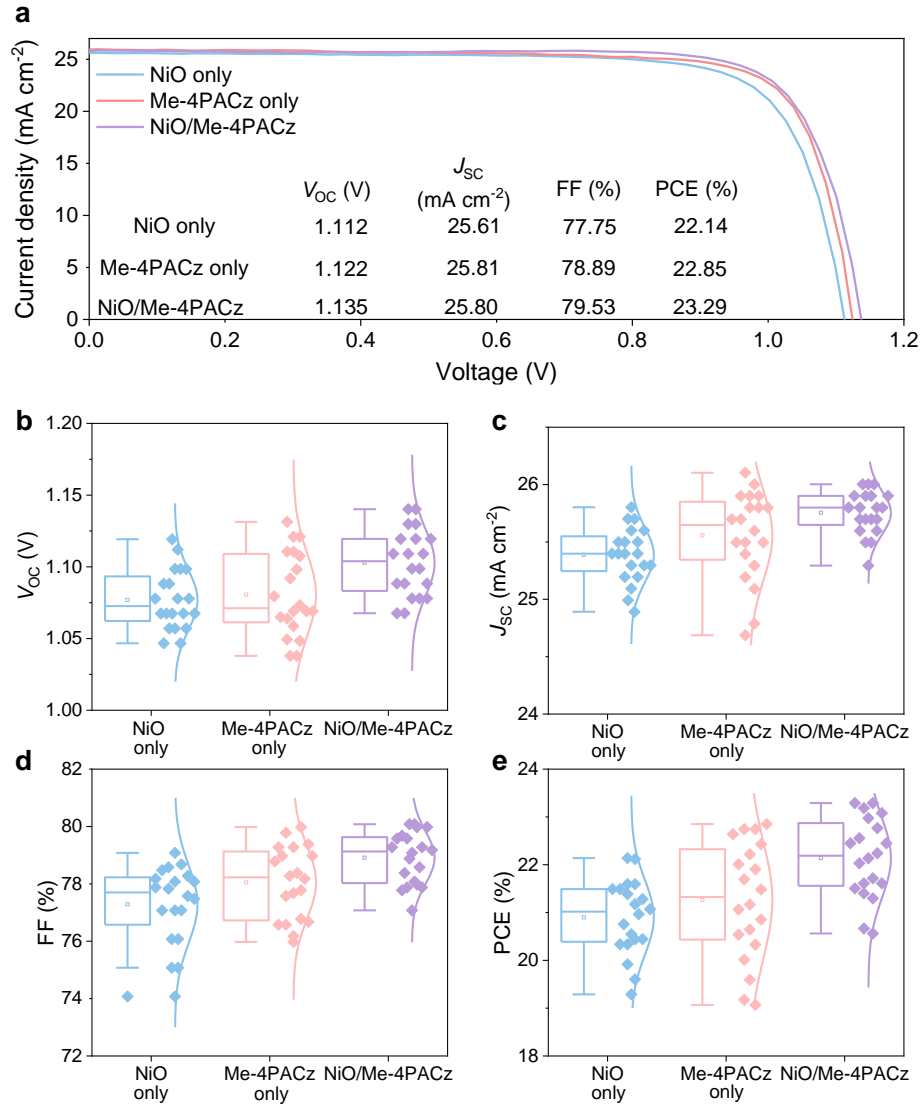 a
Current density (mA cm⁻²)
25
20
15
10
5
0
NiO only
Me-4PACz only
NiO/Me-4PACz
V_OC (V) J_SC (mA cm⁻²) FF (%) PCE (%)
NiO only 1.112 25.61 77.75 22.14
Me-4PACz only 1.122 25.81 78.89 22.85
NiO/Me-4PACz 1.135 25.80 79.53 23.29
0.0 0.2 0.4 0.6 0.8 1.0 1.2
Voltage (V)
b
V_OC (V)
1.20
1.15
1.10
1.05
1.00
NiO only Me-4PACz only NiO/Me-4PACz
c
J_SC (mA cm⁻²)
26
25
24
NiO only Me-4PACz only NiO/Me-4PACz
d
FF (%)
82
80
78
76
74
72
NiO only Me-4PACz only NiO/Me-4PACz
e
PCE (%)
24
22
20
18
NiO only Me-4PACz only NiO/Me-4PACz